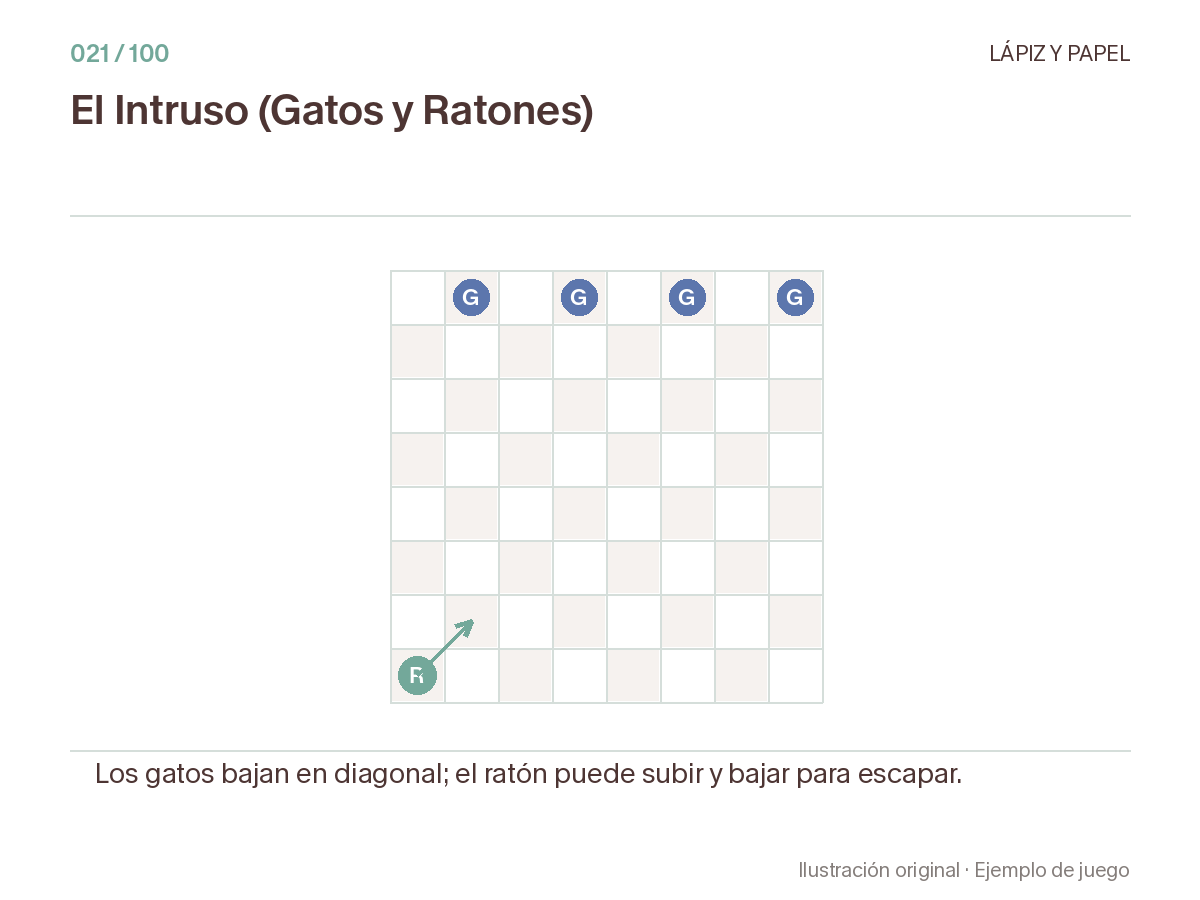 021 / 100
LÁPIZ Y PAPEL
El Intruso (Gatos y Ratones)
G G G G
R
Los gatos bajan en diagonal; el ratón puede subir y bajar para escapar.
Ilustración original · Ejemplo de juego